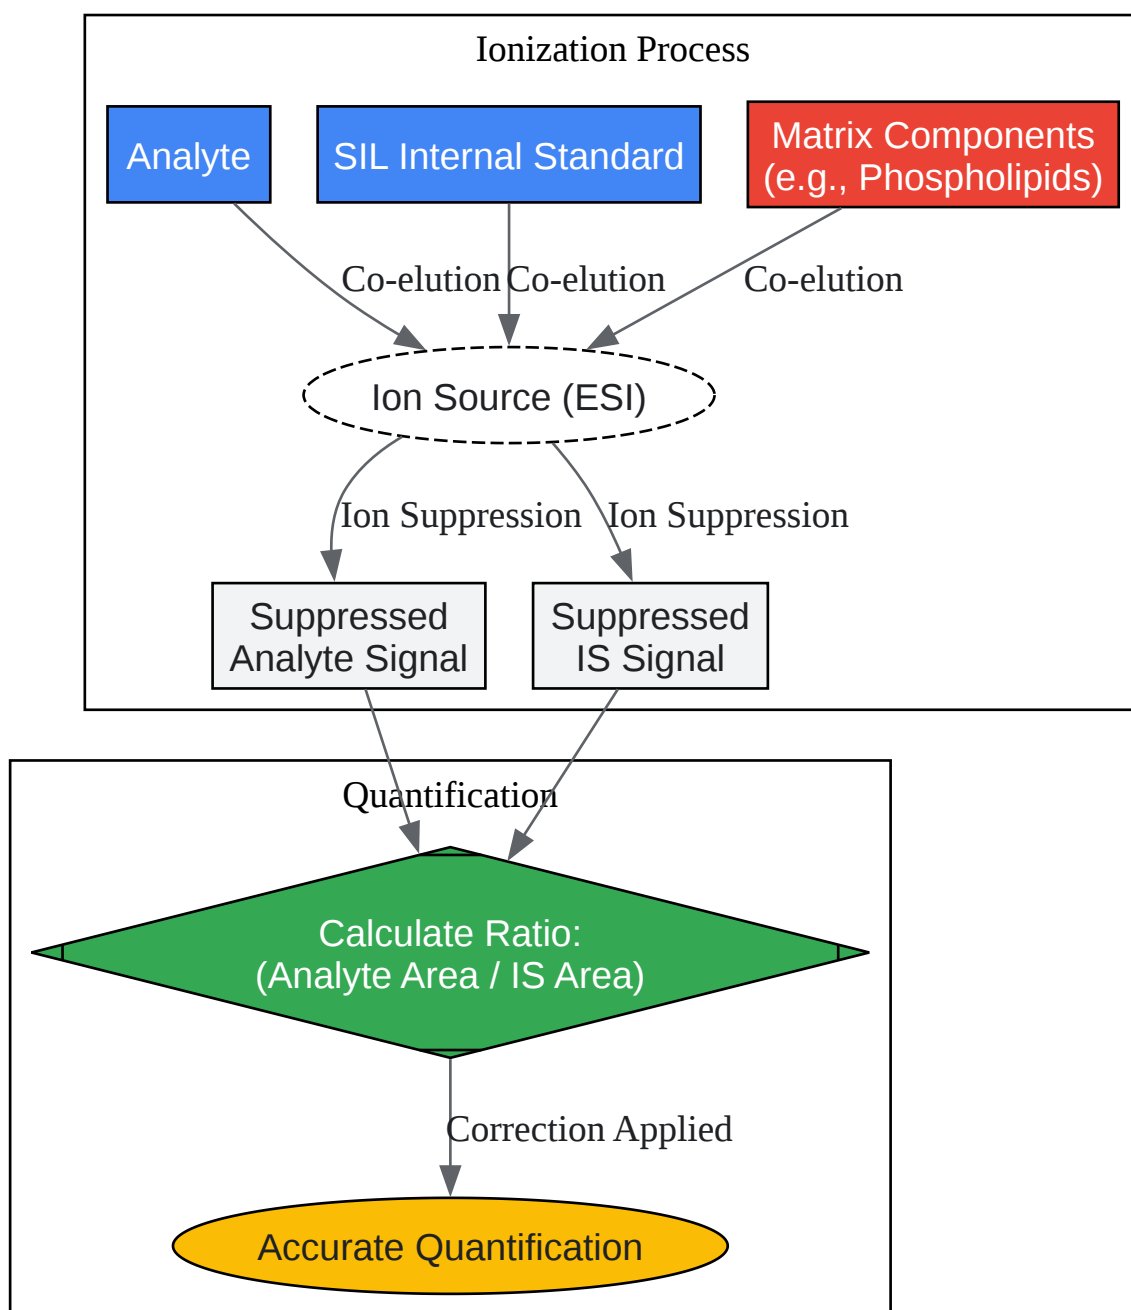 Ionization Process
Analyte
SIL Internal Standard
Matrix Components
(e.g., Phospholipids)
Co-elution
Co-elution
Co-elution
Ion Source (ESI)
Ion Suppression
Ion Suppression
Suppressed
Analyte Signal
Suppressed
IS Signal
Quantification
Calculate Ratio:
(Analyte Area / IS Area)
Correction Applied
Accurate Quantification